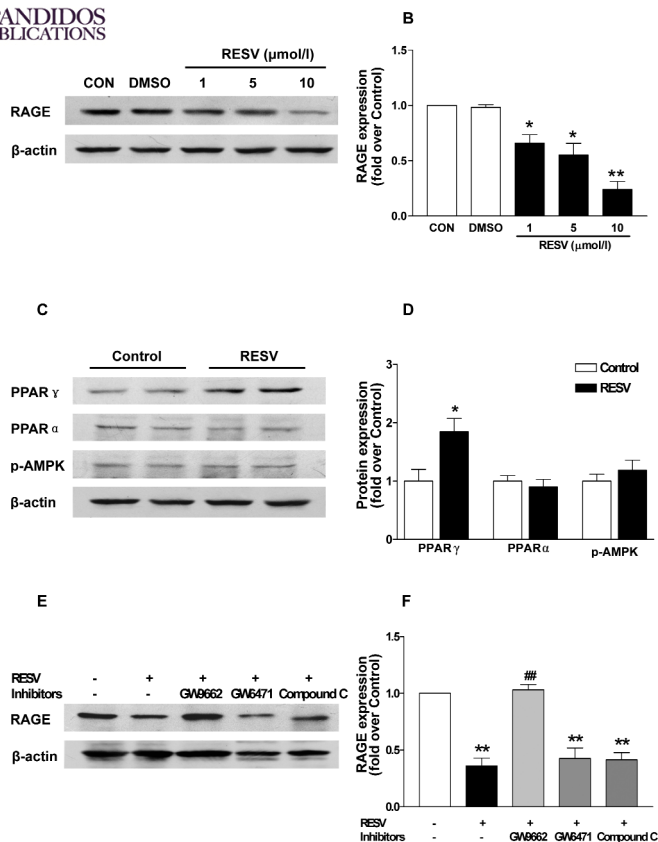 PANDIDOS
PUBLICATIONS
RESV (μmol/l)
CON DMSO 1 5 10
RAGE
β-actin
B
1.5
1.0
0.5
0.0
RAGE expression
(fold over Control)
* * **
CON DMSO 1 5 10
RESV (μmol/l)
C
Control RESV
PPAR γ
PPAR α
p-AMPK
β-actin
D
3
2
1
0
Protein expression
(fold over Control)
Control
RESV
*
PPAR γ PPAR α p-AMPK
E
RESV - + + + +
Inhibitors - - GW9662 GW6471 Compound C
RAGE
β-actin
F
1.5
1.0
0.5
0.0
RAGE expression
(fold over Control)
** ## ** **
RESV - + + + +
Inhibitors - - GW9662 GW6471 Compound C